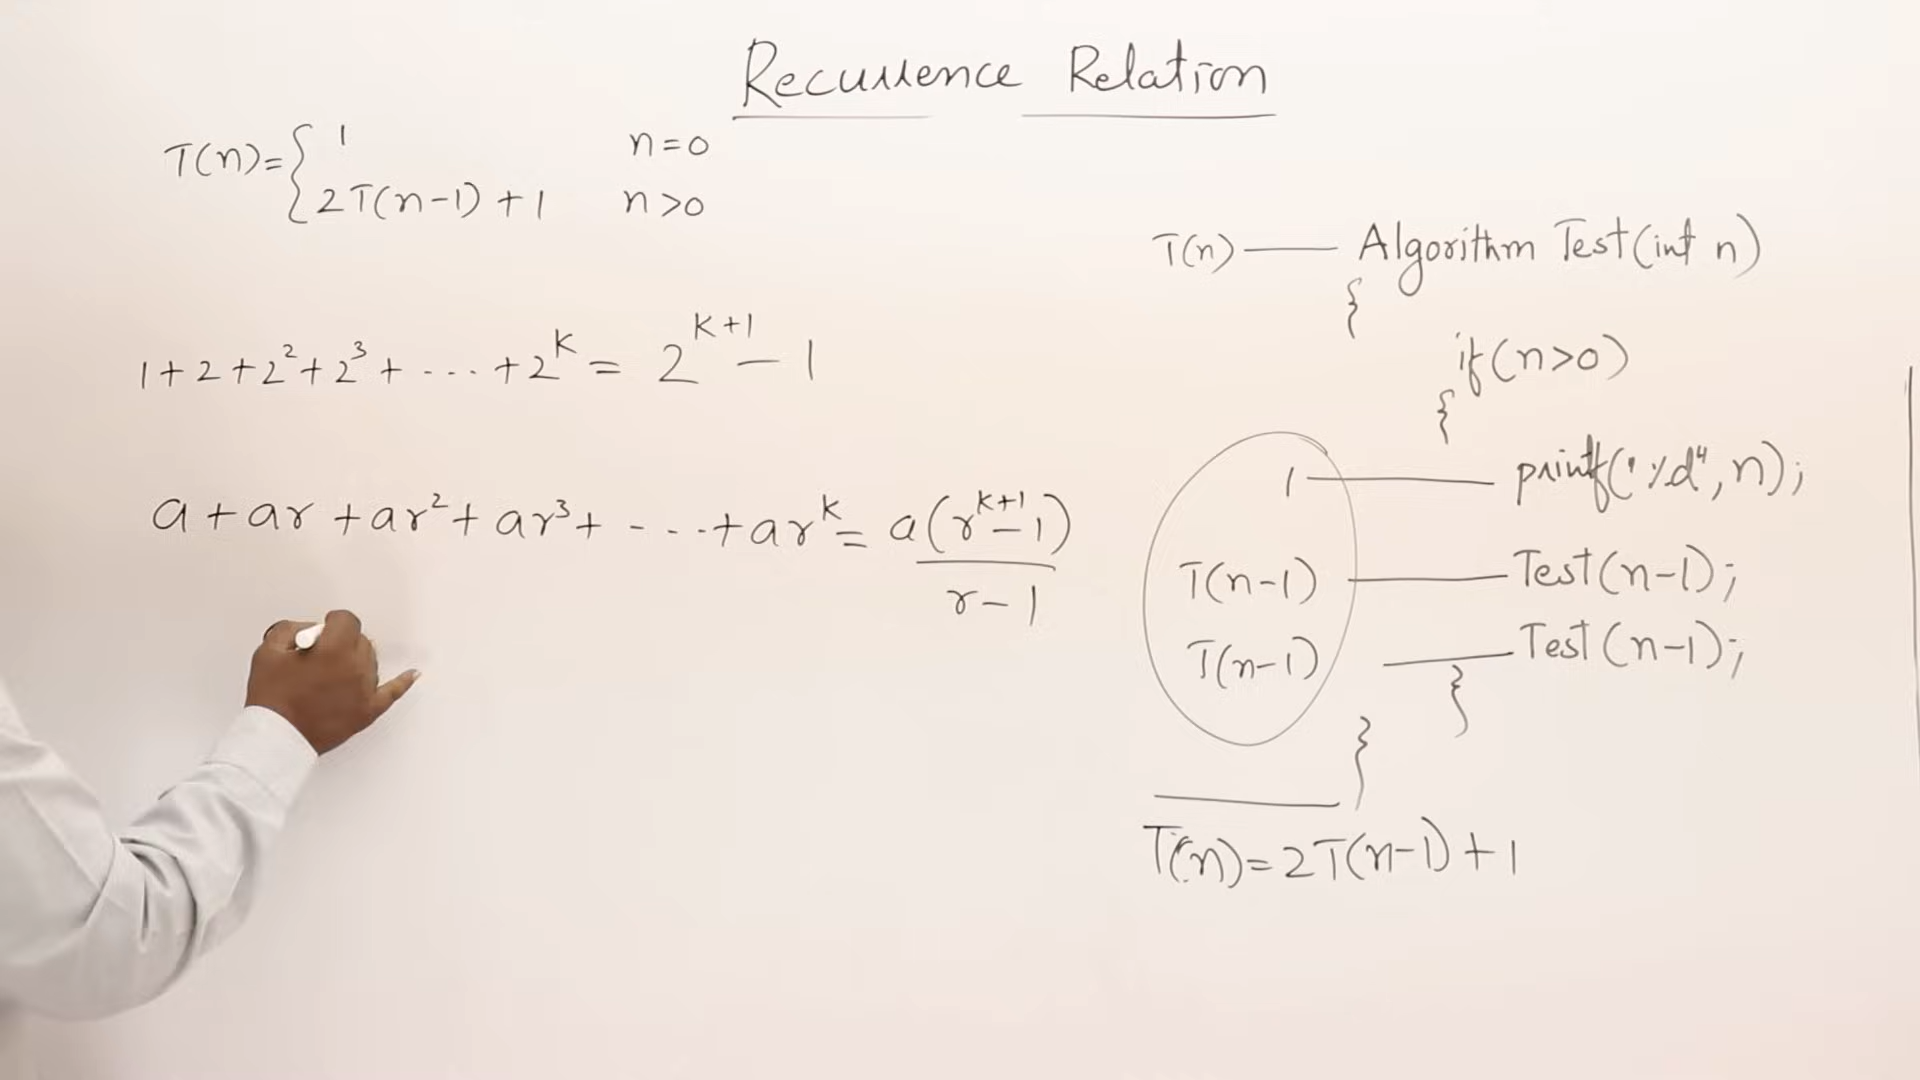 Recurrence Relation
T(n)= { 1 n=0
2T(n-1)+1 n>0
1+2+2²+2³+ - - - +2^k = 2^(k+1) - 1
a+ar+ar²+ar³+ - - - +ar^k = a(r^(k+1)-1)
r-1
T(n) — Algorithm Test(int n)
{
if(n>0)
{
1 — printf("%d", n);
T(n-1) — Test(n-1);
T(n-1) — Test(n-1);
}
}
T(n)=2T(n-1)+1